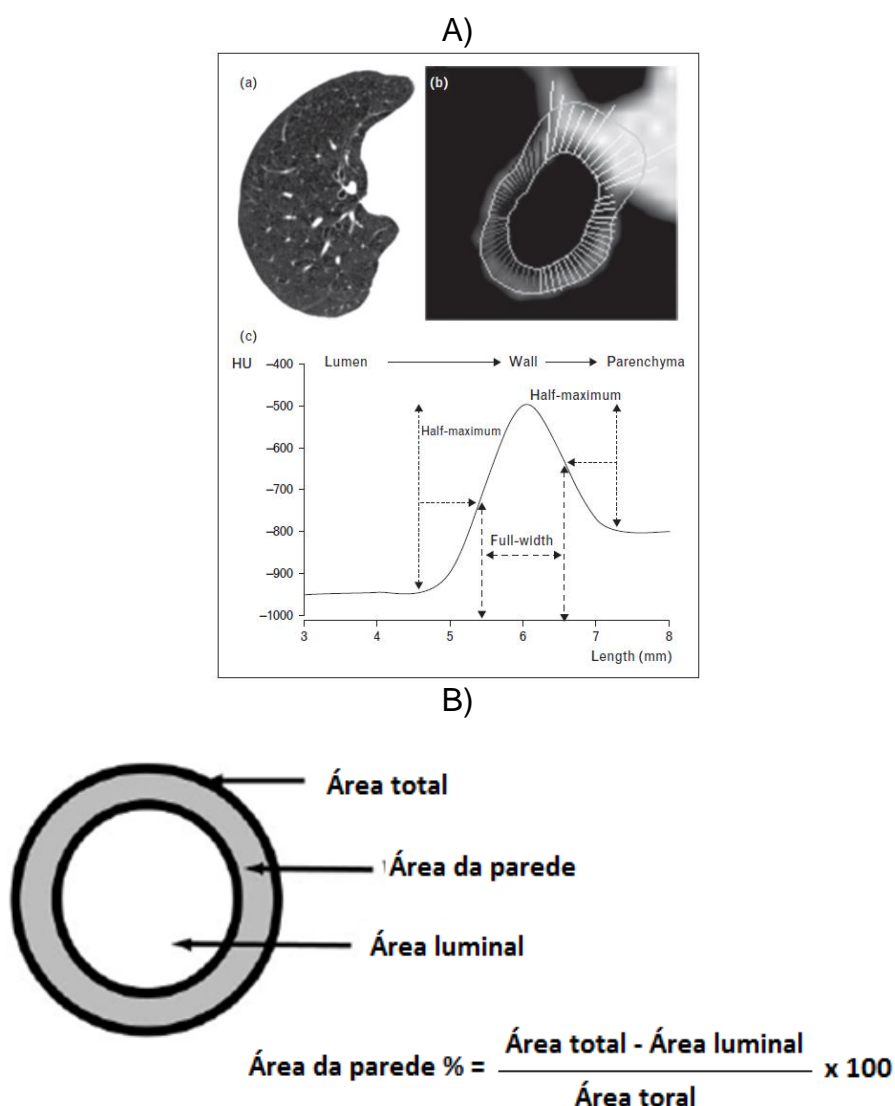 A)
(a)
(b)
(c)
HU
Lumen
Wall
Parenchyma
−400
−500
−600
−700
−800
−900
−1000
Half-maximum
Half-maximum
Full-width
3 4 5 6 7 8
Length (mm)
B)
Área total
Área da parede
Área luminal
Área da parede % = Área total - Área luminal x 100
Área toral